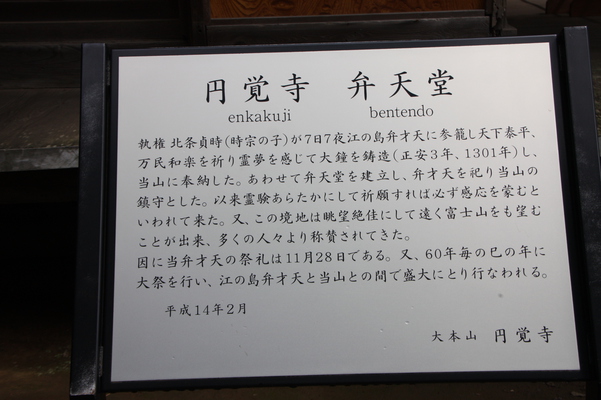 円覚寺 弁天堂
enkakuji bentendo
執権 北条貞時(時宗の子)が7日7夜江の島弁才天に参籠し天下泰平、
万民和楽を祈り霊夢を感じて大鐘を鋳造(正安3年、1301年)し、
当山に奉納した。あわせて弁天堂を建立し、弁才天を祀り当山の
鎮守とした。以来霊験あらたかにして祈願すれば必ず感応を蒙むと
いわれて来た。又、この境地は眺望絶佳にして遠く富士山をも望む
ことが出来、多くの人々より称賛されてきた。
因に当弁才天の祭礼は11月28日である。又、60年毎の巳の年に
大祭を行い、江の島弁才天と当山との間で盛大にとり行なわれる。
平成14年2月
大本山 円覚寺